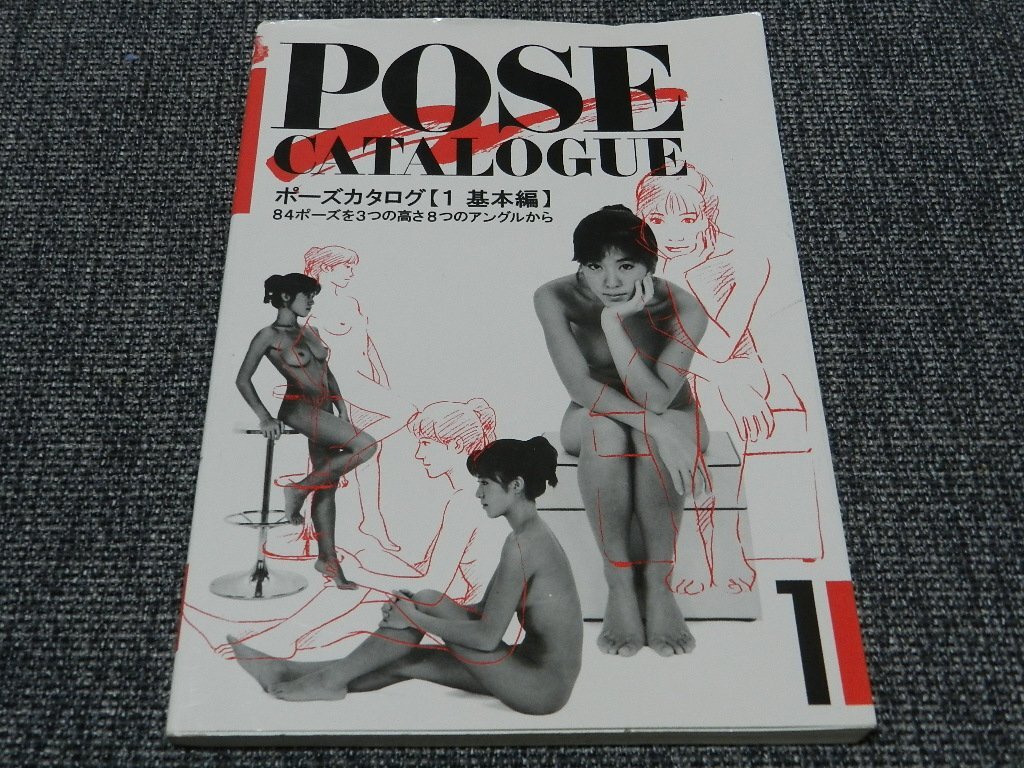 POSE
CATALOGUE
ポーズカタログ【1 基本編】
84ポーズを3つの高さ8つのアングルから
1